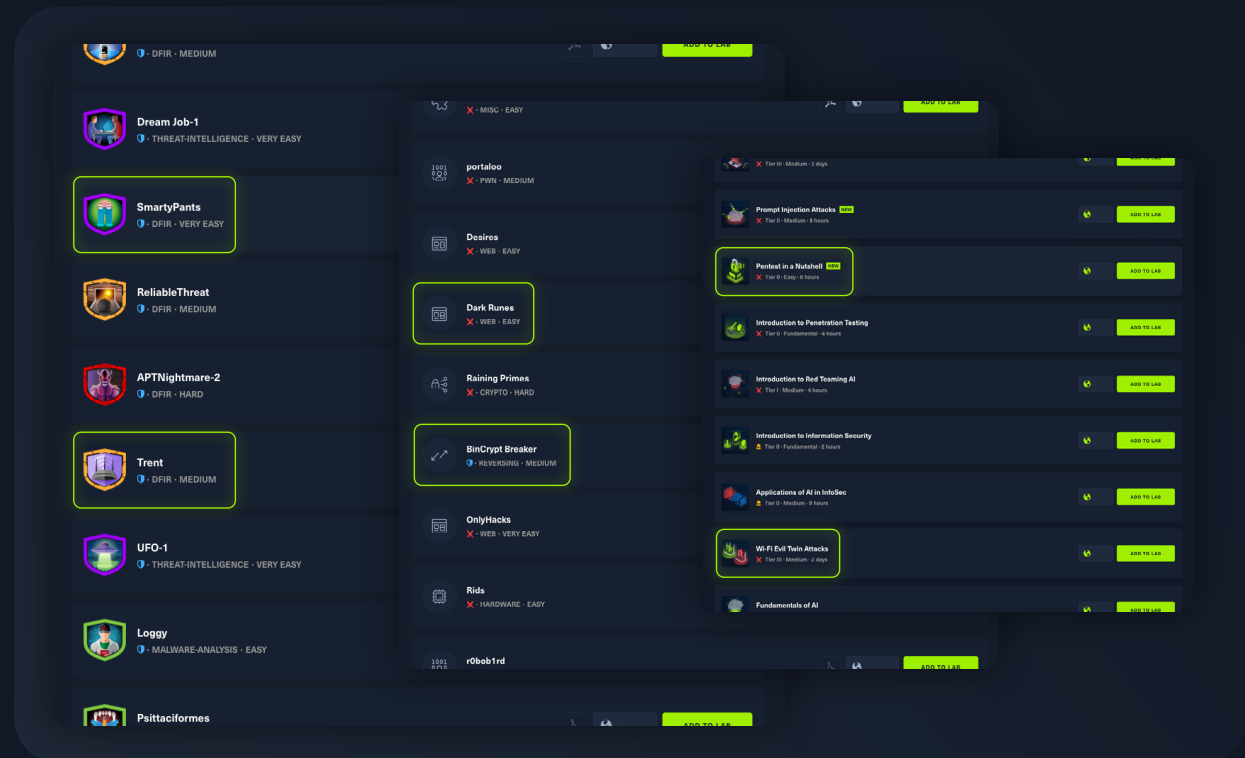 · DFIR · MEDIUM
ADD TO LAB
Dream Job-1
· THREAT-INTELLIGENCE · VERY EASY
SmartyPants
· DFIR · VERY EASY
ReliableThreat
· DFIR · MEDIUM
APTNightmare-2
· DFIR · HARD
Trent
· DFIR · MEDIUM
UFO-1
· THREAT-INTELLIGENCE · VERY EASY
Loggy
· MALWARE-ANALYSIS · EASY
Psittaciformes
ADD TO LAB
· MISC · EASY
ADD TO LAB
1001
portaloo
· PWN · MEDIUM
Desires
· WEB · EASY
Dark Runes
· WEB · EASY
Raining Primes
· CRYPTO · HARD
BinCrypt Breaker
· REVERSING · MEDIUM
OnlyHacks
· WEB · VERY EASY
Rids
· HARDWARE · EASY
1001
r0bob1rd
ADD TO LAB
Tier III · Medium · 2 days
ADD TO LAB
Prompt Injection Attacks NEW
Tier II · Medium · 8 hours
ADD TO LAB
Pentest in a Nutshell NEW
Tier 0 · Easy · 6 hours
ADD TO LAB
Introduction to Penetration Testing
Tier 0 · Fundamental · 4 hours
ADD TO LAB
Introduction to Red Teaming AI
Tier I · Medium · 4 hours
ADD TO LAB
Introduction to Information Security
Tier 0 · Fundamental · 2 hours
ADD TO LAB
Applications of AI in InfoSec
Tier 0 · Medium · 8 hours
ADD TO LAB
Wi-Fi Evil Twin Attacks
Tier III · Medium · 2 days
ADD TO LAB
Fundamentals of AI
ADD TO LAB